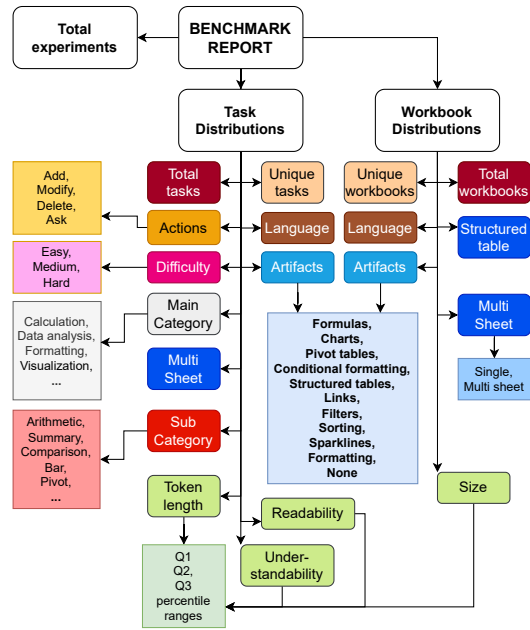 Total
experiments
BENCHMARK
REPORT
Task
Distributions
Workbook
Distributions
Add,
Modify,
Delete,
Ask
Total
tasks
Unique
tasks
Unique
workbooks
Total
workbooks
Actions
Language
Language
Structured
table
Easy,
Medium,
Hard
Difficulty
Artifacts
Artifacts
Calculation,
Data analysis,
Formatting,
Visualization,
...
Main
Category
Multi
Sheet
Formulas,
Charts,
Pivot tables,
Conditional formatting,
Structured tables,
Links,
Filters,
Sorting,
Sparklines,
Formatting,
None
Multi
Sheet
Single,
Multi sheet
Arithmetic,
Summary,
Comparison,
Bar,
Pivot,
...
Sub
Category
Token
length
Readability
Size
Q1
Q2,
Q3
percentile
ranges
Under-
standability